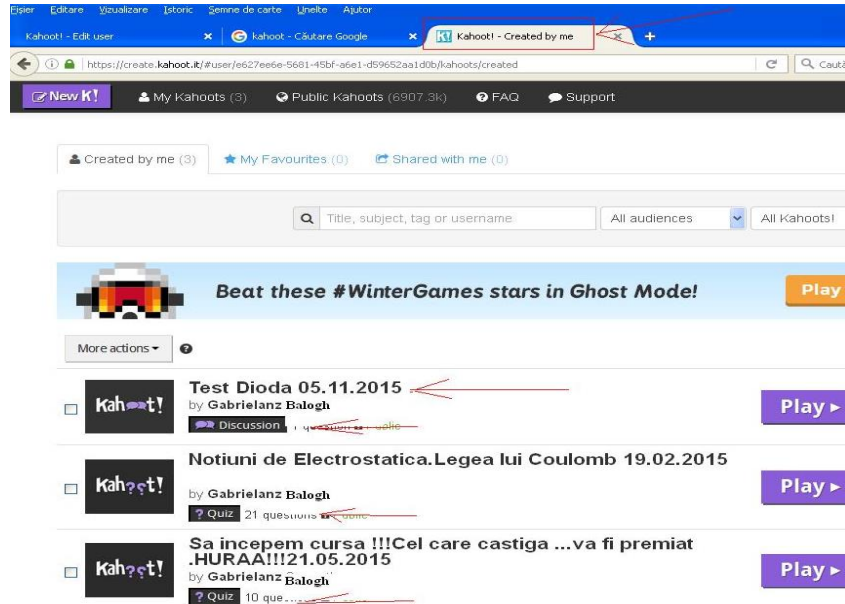 Fișier Editare Vizualizare Istoric Semne de carte Unelte Ajutor
Kahoot! - Edit user × kahoot - Căutare Google × Kahoot! - Created by me × +
https://create.kahoot.it/#user/e627ee6e-5681-45bf-a6e1-d59652aa1d0b/kahoots/created Caută
New K! My Kahoots (3) Public Kahoots (6907.3k) FAQ Support
Created by me (3) My Favourites (0) Shared with me (0)
Title, subject, tag or username All audiences All Kahoots!
Beat these #WinterGames stars in Ghost Mode! Play
More actions
Test Dioda 05.11.2015
Kahoot! by Gabrielanz Balogh Play
Discussion
Notiuni de Electrostatica.Legea lui Coulomb 19.02.2015
Kahoot! by Gabrielanz Balogh Play
? Quiz 21 questions
Sa incepem cursa !!!Cel care castiga ...va fi premiat
.HURAA!!!21.05.2015
Kahoot! by Gabrielanz Balogh Play
? Quiz 10